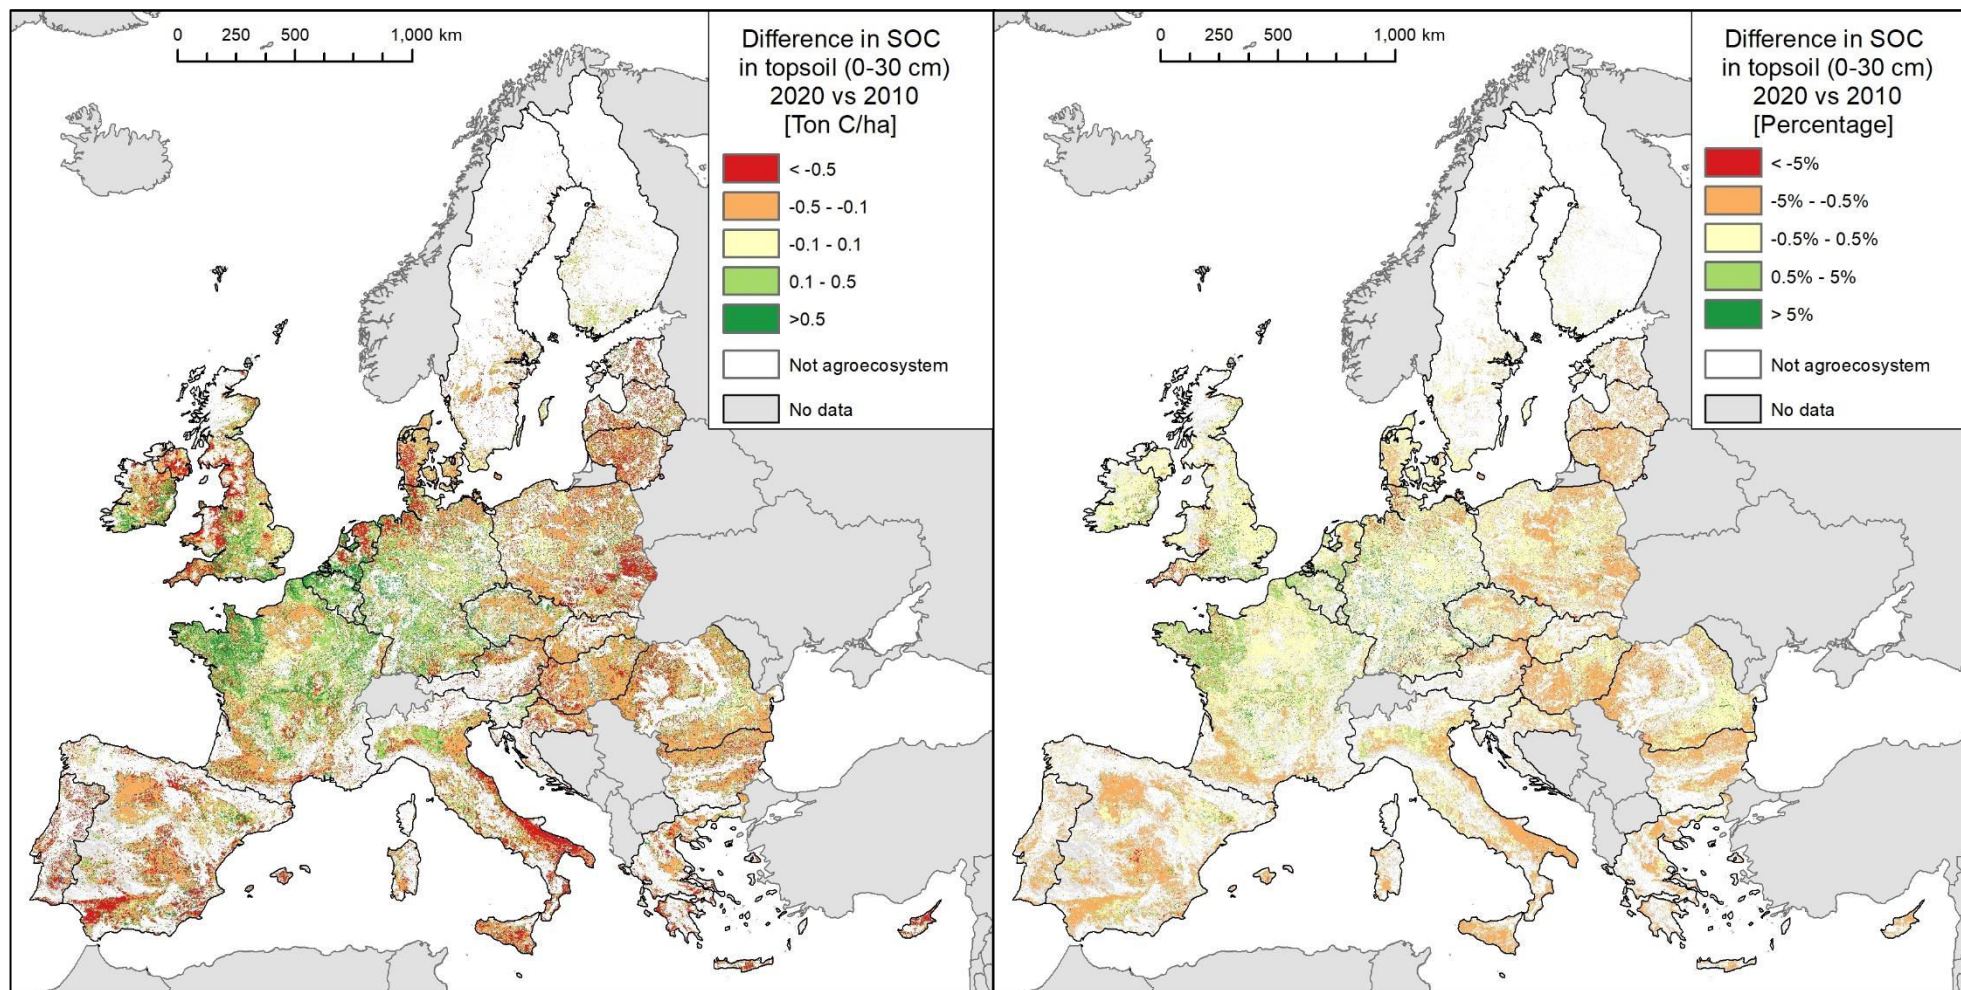 0 250 500 1,000 km
Difference in SOC
in topsoil (0-30 cm)
2020 vs 2010
[Ton C/ha]
< -0.5
-0.5 - -0.1
-0.1 - 0.1
0.1 - 0.5
>0.5
Not agroecosystem
No data
0 250 500 1,000 km
Difference in SOC
in topsoil (0-30 cm)
2020 vs 2010
[Percentage]
< -5%
-5% - -0.5%
-0.5% - 0.5%
0.5% - 5%
> 5%
Not agroecosystem
No data